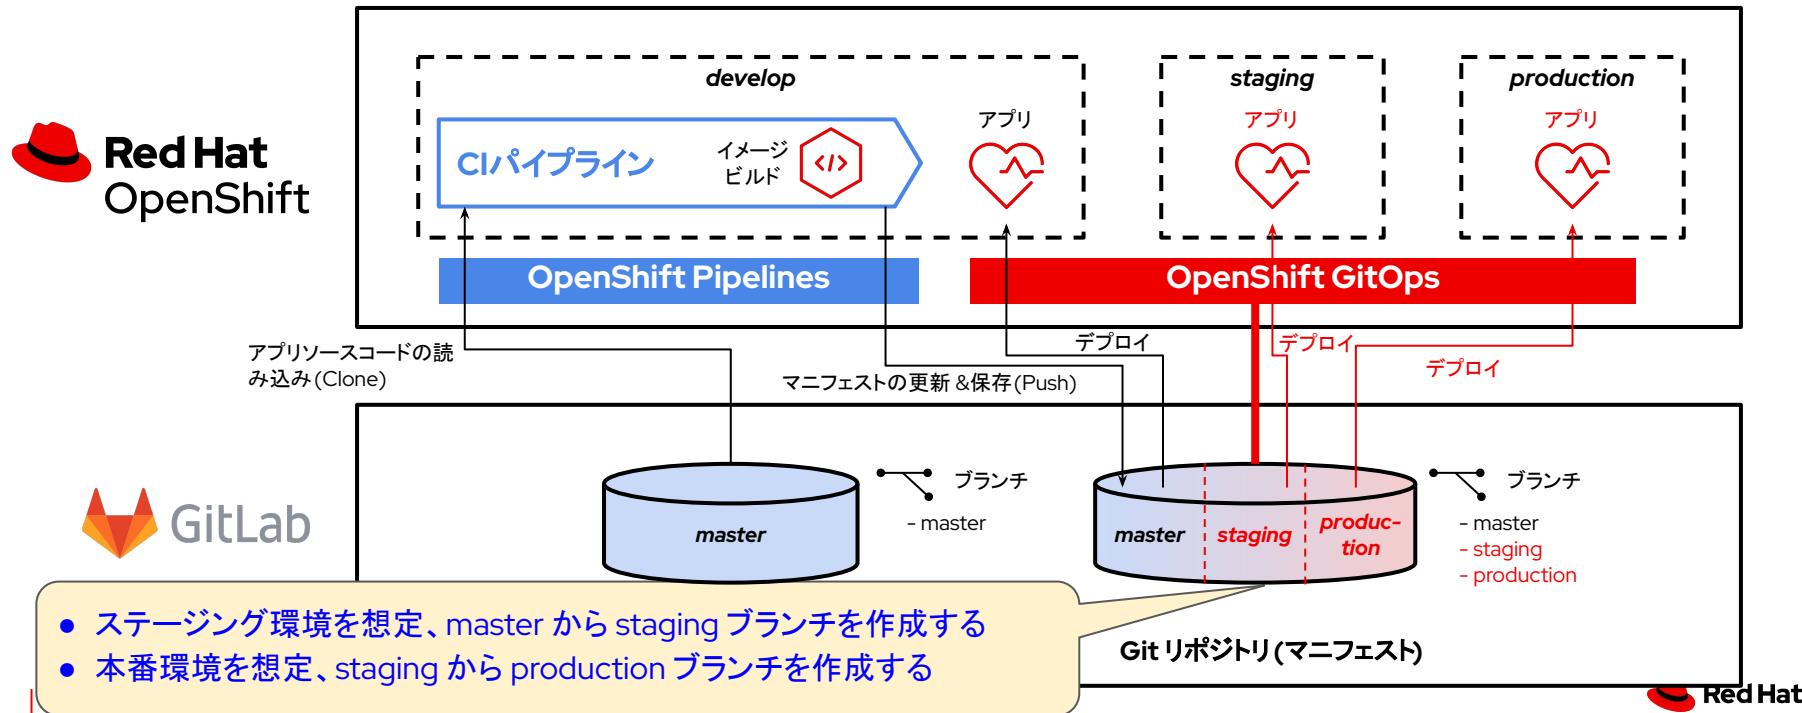 develop
staging
production
アプリ
アプリ
アプリ
CIパイプライン
イメージ
ビルド
</>
Red Hat
OpenShift
OpenShift Pipelines
OpenShift GitOps
アプリソースコードの読
み込み(Clone)
マニフェストの更新 &保存(Push)
デプロイ
デプロイ
デプロイ
GitLab
master
ブランチ
- master
master
staging
produc-
tion
ブランチ
- master
- staging
- production
● ステージング環境を想定、master から staging ブランチを作成する
● 本番環境を想定、staging から production ブランチを作成する
Git リポジトリ(マニフェスト)
Red Hat